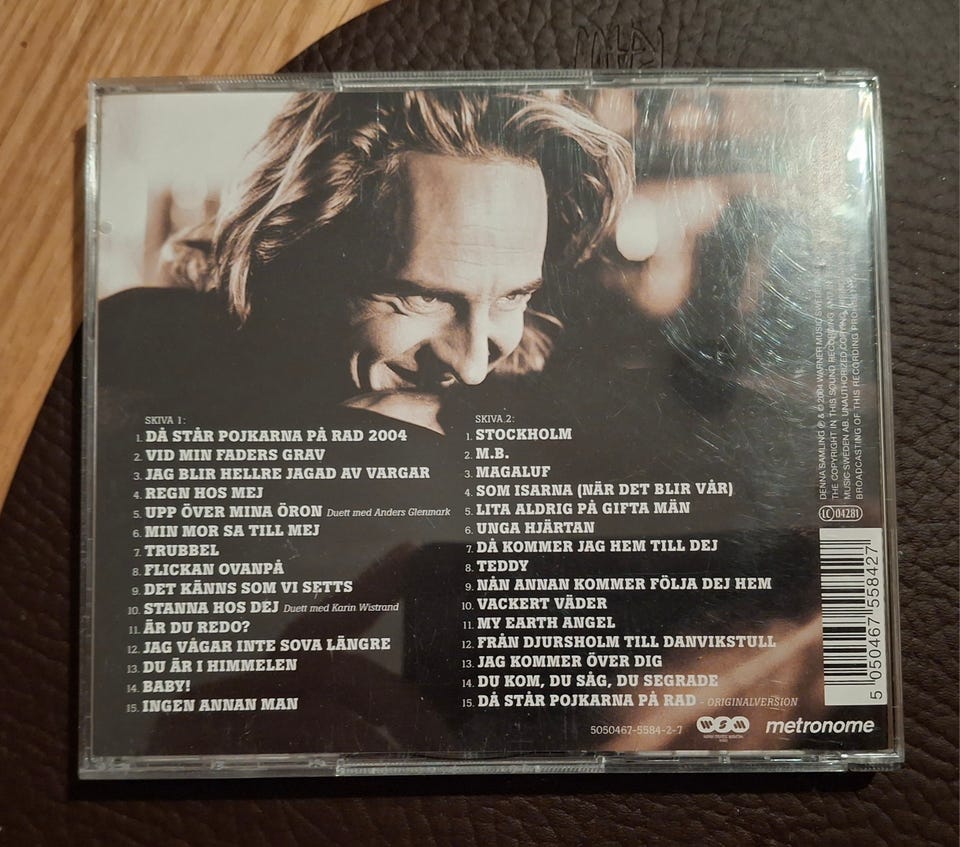 SKIVA 1:
1. DÅ STÅR POJKARNA PÅ RAD 2004
2. VID MIN FADERS GRAV
3. JAG BLIR HELLRE JAGAD AV VARGAR
4. REGN HOS MEJ
5. UPP ÖVER MINA ÖRON Duett med Anders Glenmark
6. MIN MOR SA TILL MEJ
7. TRUBBEL
8. FLICKAN OVANPÅ
9. DET KÄNNS SOM VI SETTS
10. STANNA HOS DEJ Duett med Karin Wistrand
11. ÄR DU REDO?
12. JAG VÅGAR INTE SOVA LÄNGRE
13. DU ÄR I HIMMELEN
14. BABY!
15. INGEN ANNAN MAN
SKIVA 2:
1. STOCKHOLM
2. M.B.
3. MAGALUF
4. SOM ISARNA (NÄR DET BLIR VÅR)
5. LITA ALDRIG PÅ GIFTA MÄN
6. UNGA HJÄRTAN
7. DÅ KOMMER JAG HEM TILL DEJ
8. TEDDY
9. NÅN ANNAN KOMMER FÖLJA DEJ HEM
10. VACKERT VÄDER
11. MY EARTH ANGEL
12. FRÅN DJURSHOLM TILL DANVIKSTULL
13. JAG KOMMER ÖVER DIG
14. DU KOM, DU SÅG, DU SEGRADE
15. DÅ STÅR POJKARNA PÅ RAD - ORIGINALVERSION
5050467-5584-2-7
WSM
metronome
DENNA SAMLING ℗ & © 2004 WARNER MUSIC
THE COPYRIGHT IN THIS SOUND RECORDING
MUSIC SWEDEN AB. UNAUTHORIZED COPYING,
BROADCASTING OF THIS RECORDING
LC 04281
5 050467 558427